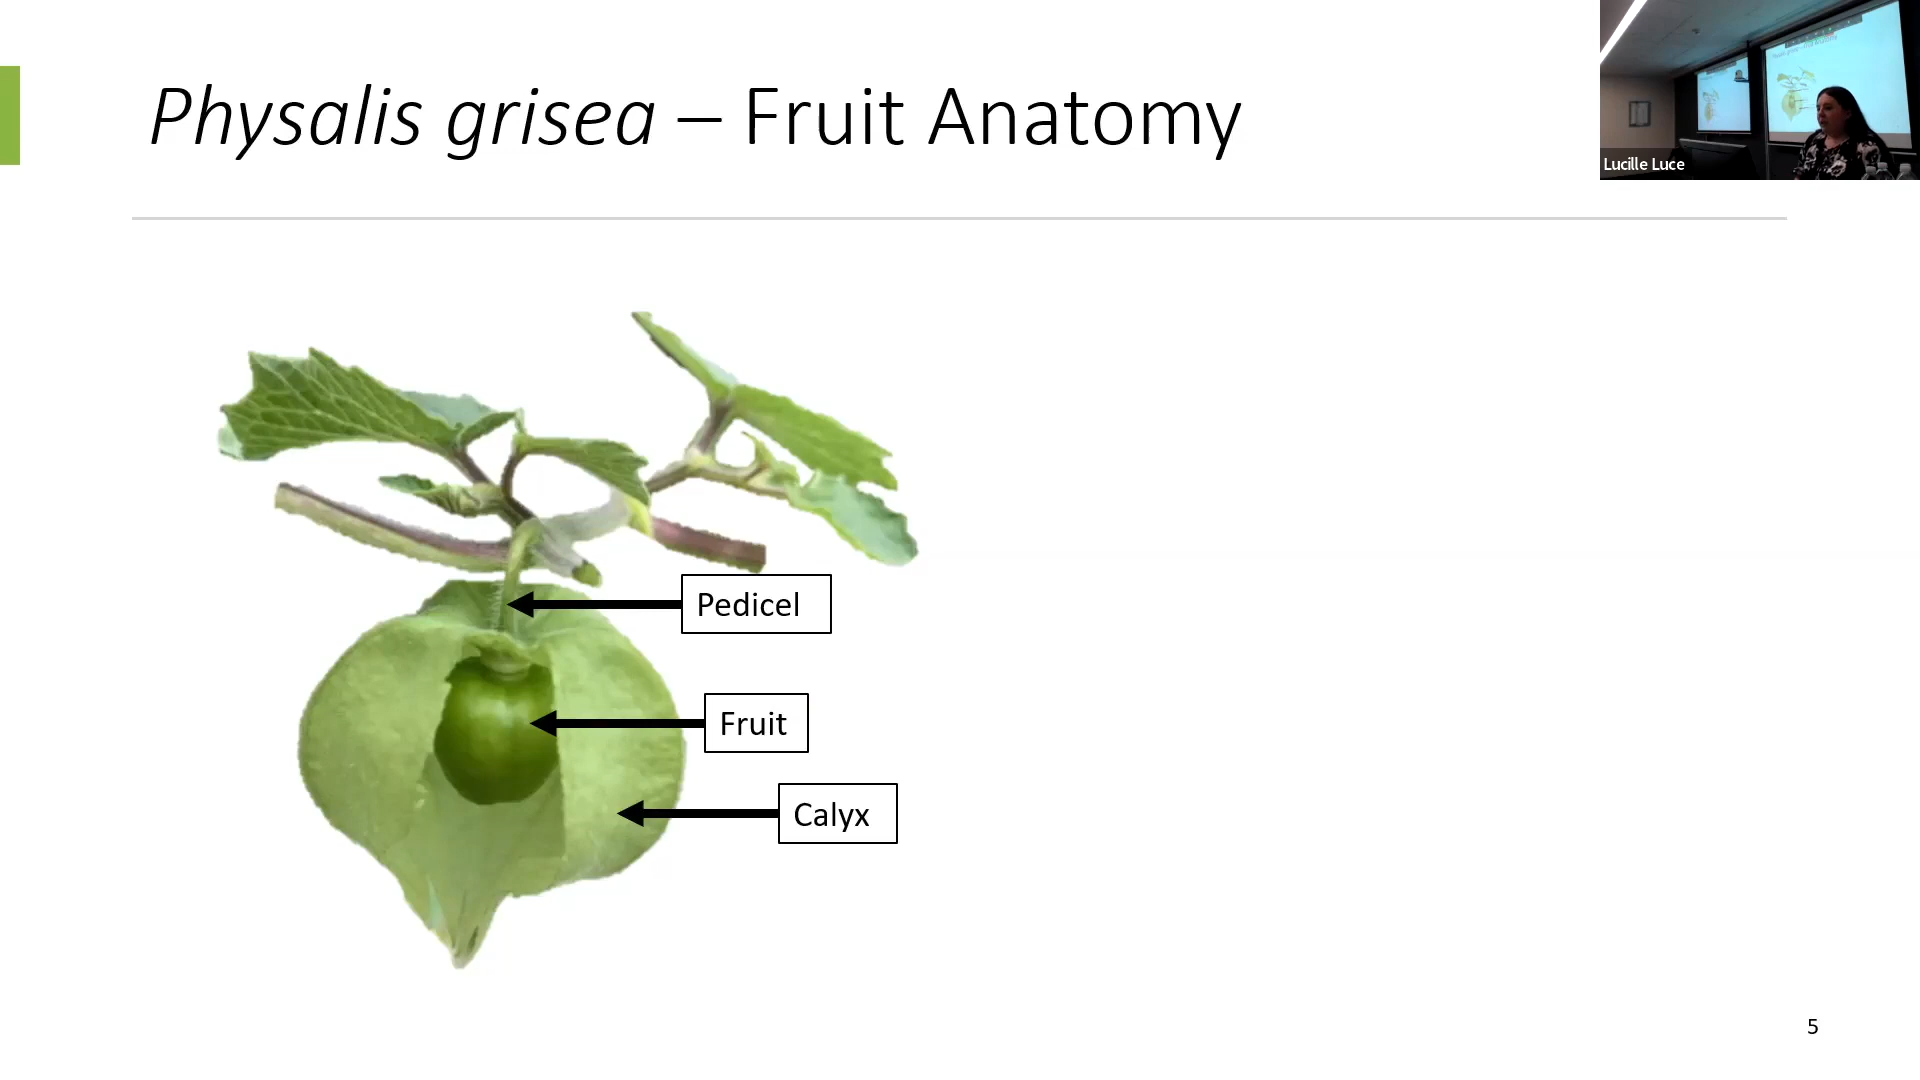 Physalis grisea – Fruit Anatomy
Lucille Luce
Pedicel
Fruit
Calyx
5